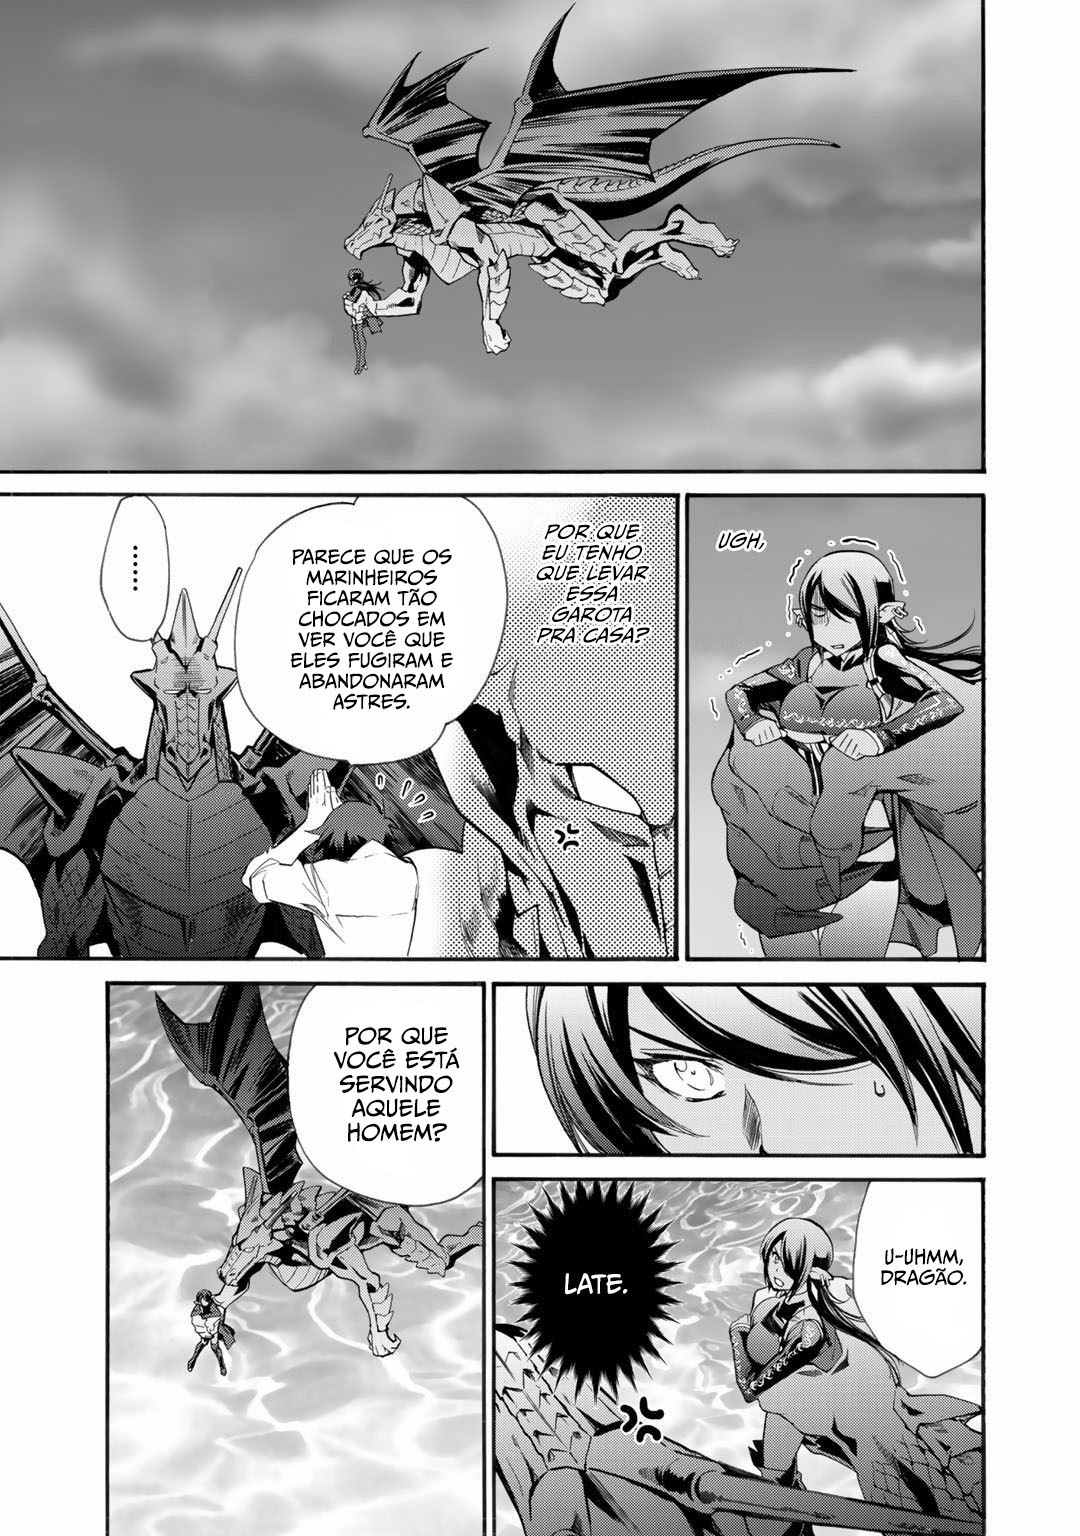 UGH,
POR QUE
EU TENHO
QUE LEVAR
ESSA
GAROTA
PRA CASA?
PARECE QUE OS
MARINHEIROS
FICARAM TÃO
CHOCADOS EM
VER VOCÊ QUE
ELES FUGIRAM E
ABANDONARAM
ASTRES.
......
U-UHMM,
DRAGÃO.
LATE.
POR QUE
VOCÊ ESTÁ
SERVINDO
AQUELE
HOMEM?